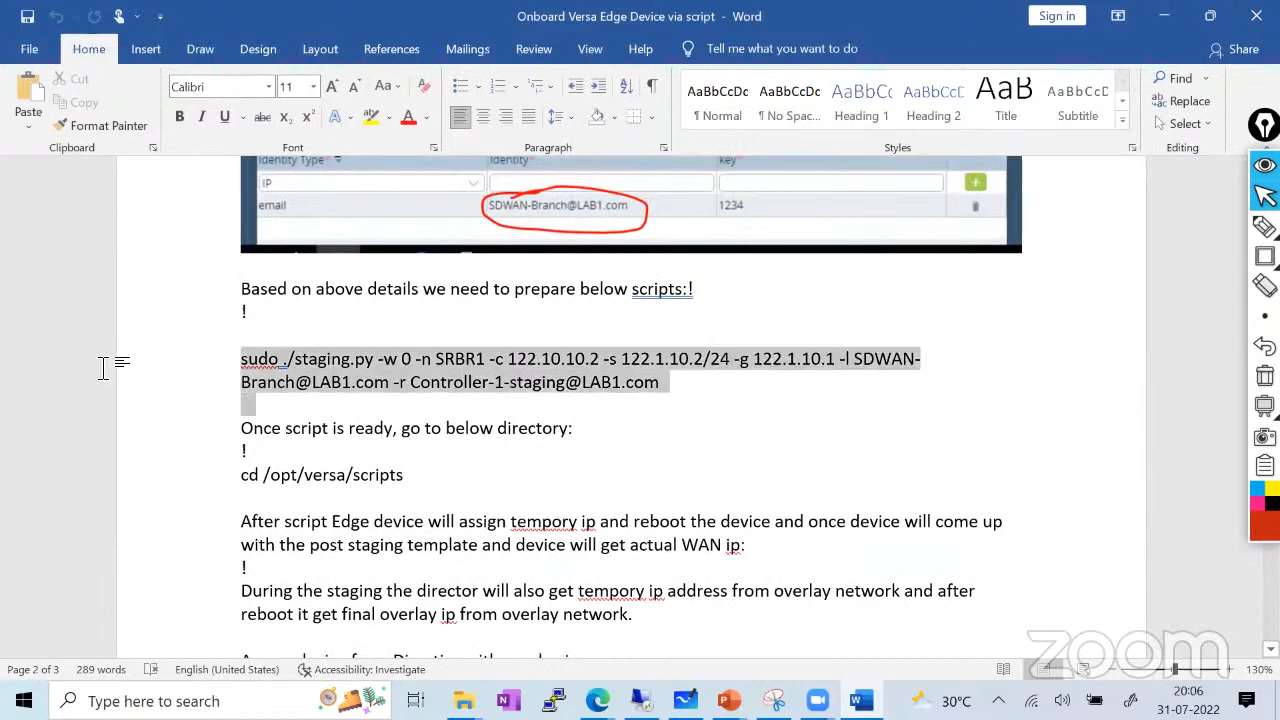 Onboard Versa Edge Device via script - Word
Sign in
File Home Insert Draw Design Layout References Mailings Review View Help Tell me what you want to do Share
Paste
Cut
Copy
Format Painter
Clipboard
Calibri 11
Font
Paragraph
AaBbCcDc AaBbCcDc AaBbCc AaBbCcC AaB AaBbCcD
¶ Normal ¶ No Spac... Heading 1 Heading 2 Title Subtitle
Styles
Find
Replace
Select
Editing
Identity Type Identity key
IP
email SDWAN-Branch@LAB1.com 1234
Based on above details we need to prepare below scripts:!
!
sudo ./staging.py -w 0 -n SRBR1 -c 122.10.10.2 -s 122.1.10.2/24 -g 122.1.10.1 -l SDWAN-
Branch@LAB1.com -r Controller-1-staging@LAB1.com
Once script is ready, go to below directory:
!
cd /opt/versa/scripts
After script Edge device will assign tempory ip and reboot the device and once device will come up
with the post staging template and device will get actual WAN ip:
!
During the staging the director will also get tempory ip address from overlay network and after
reboot it get final overlay ip from overlay network.
zoom
Page 2 of 3 289 words English (United States) Accessibility: Investigate 130%
Type here to search
30°C
20:06
31-07-2022